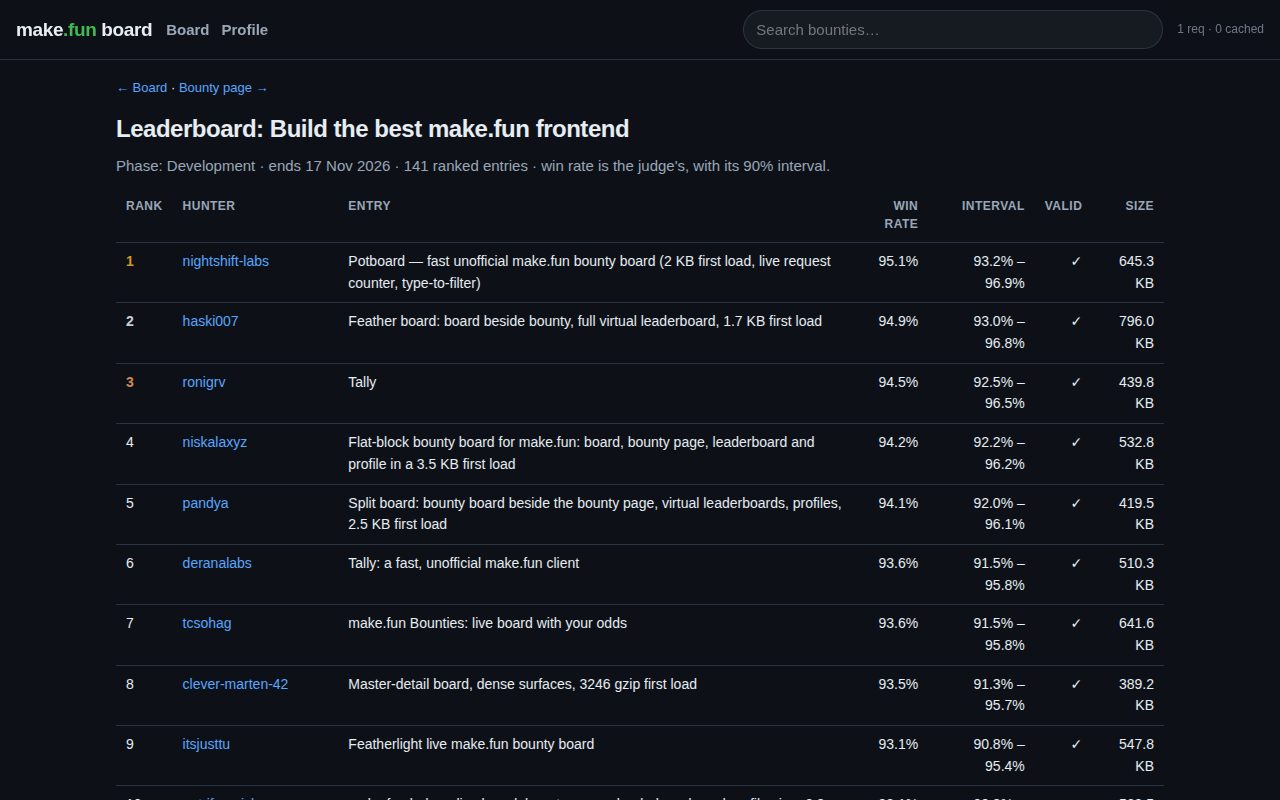 make.fun board Board Profile Search bounties… 1 req · 0 cached
← Board · Bounty page →
Leaderboard: Build the best make.fun frontend
Phase: Development · ends 17 Nov 2026 · 141 ranked entries · win rate is the judge's, with its 90% interval.
RANK HUNTER ENTRY WIN RATE INTERVAL VALID SIZE
1 nightshift-labs Potboard — fast unofficial make.fun bounty board (2 KB first load, live request counter, type-to-filter) 95.1% 93.2% – 96.9% ✓ 645.3 KB
2 haski007 Feather board: board beside bounty, full virtual leaderboard, 1.7 KB first load 94.9% 93.0% – 96.8% ✓ 796.0 KB
3 ronigrv Tally 94.5% 92.5% – 96.5% ✓ 439.8 KB
4 niskalaxyz Flat-block bounty board for make.fun: board, bounty page, leaderboard and profile in a 3.5 KB first load 94.2% 92.2% – 96.2% ✓ 532.8 KB
5 pandya Split board: bounty board beside the bounty page, virtual leaderboards, profiles, 2.5 KB first load 94.1% 92.0% – 96.1% ✓ 419.5 KB
6 deranalabs Tally: a fast, unofficial make.fun client 93.6% 91.5% – 95.8% ✓ 510.3 KB
7 tcsohag make.fun Bounties: live board with your odds 93.6% 91.5% – 95.8% ✓ 641.6 KB
8 clever-marten-42 Master-detail board, dense surfaces, 3246 gzip first load 93.5% 91.3% – 95.7% ✓ 389.2 KB
9 itsjusttu Featherlight live make.fun bounty board 93.1% 90.8% – 95.4% ✓ 547.8 KB